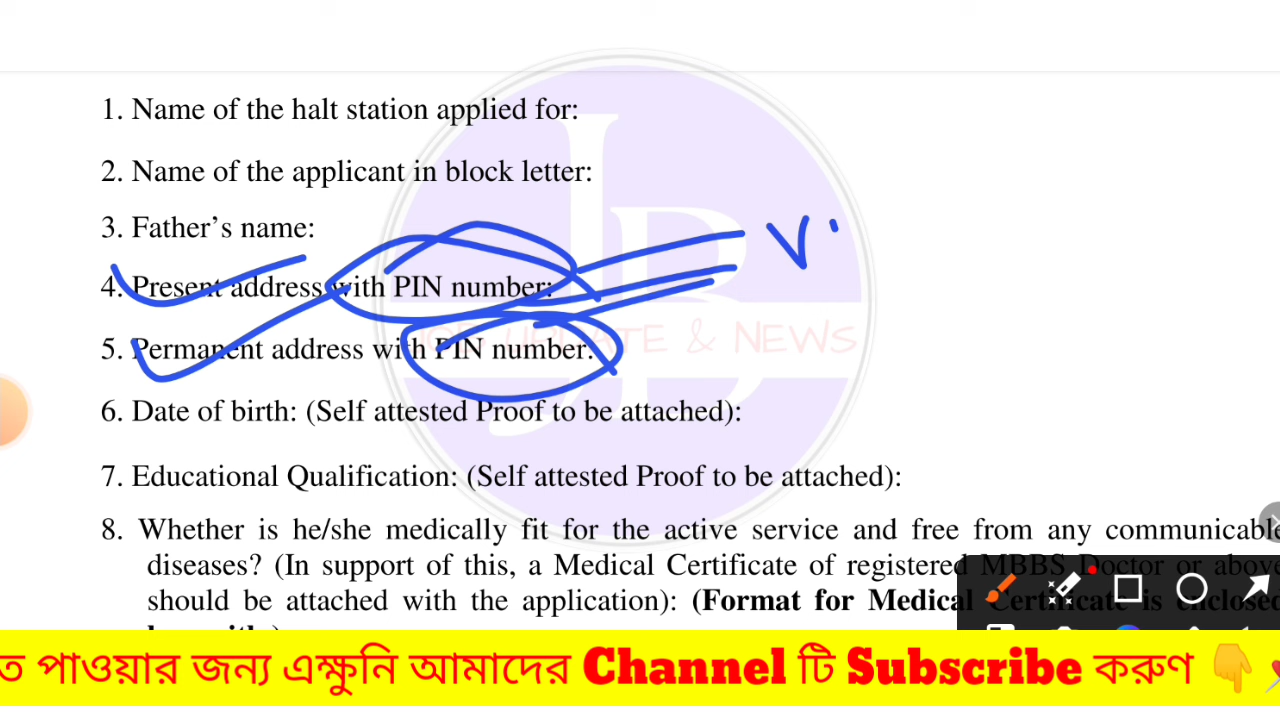 1. Name of the halt station applied for:
2. Name of the applicant in block letter:
3. Father’s name:
4. Present address with PIN number:
5. Permanent address with PIN number:
JOB UPDATE & NEWS
6. Date of birth: (Self attested Proof to be attached):
7. Educational Qualification: (Self attested Proof to be attached):
8. Whether is he/she medically fit for the active service and free from any communicable
diseases? (In support of this, a Medical Certificate of registered MBBS Doctor or above
should be attached with the application): (Format for Medical Certificate is enclosed
ত পাওয়ার জন্য এক্ষুনি আমাদের Channel টি Subscribe করুণ 👇